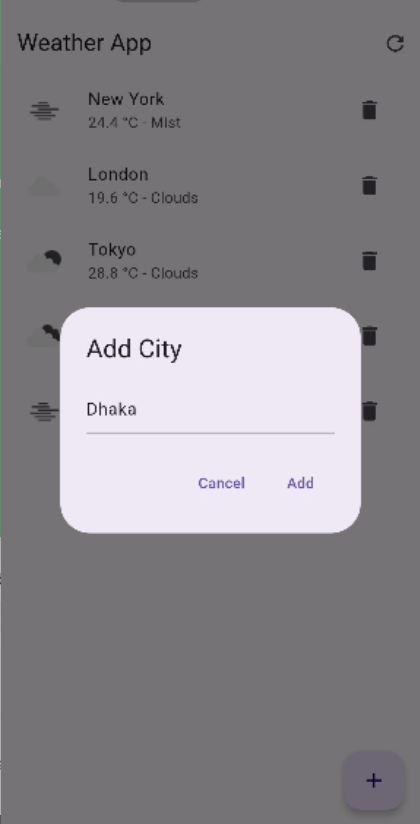 Weather App
New York
24.4 °C - Mist
London
19.6 °C - Clouds
Tokyo
28.8 °C - Clouds
Add City
Dhaka
Cancel Add
+